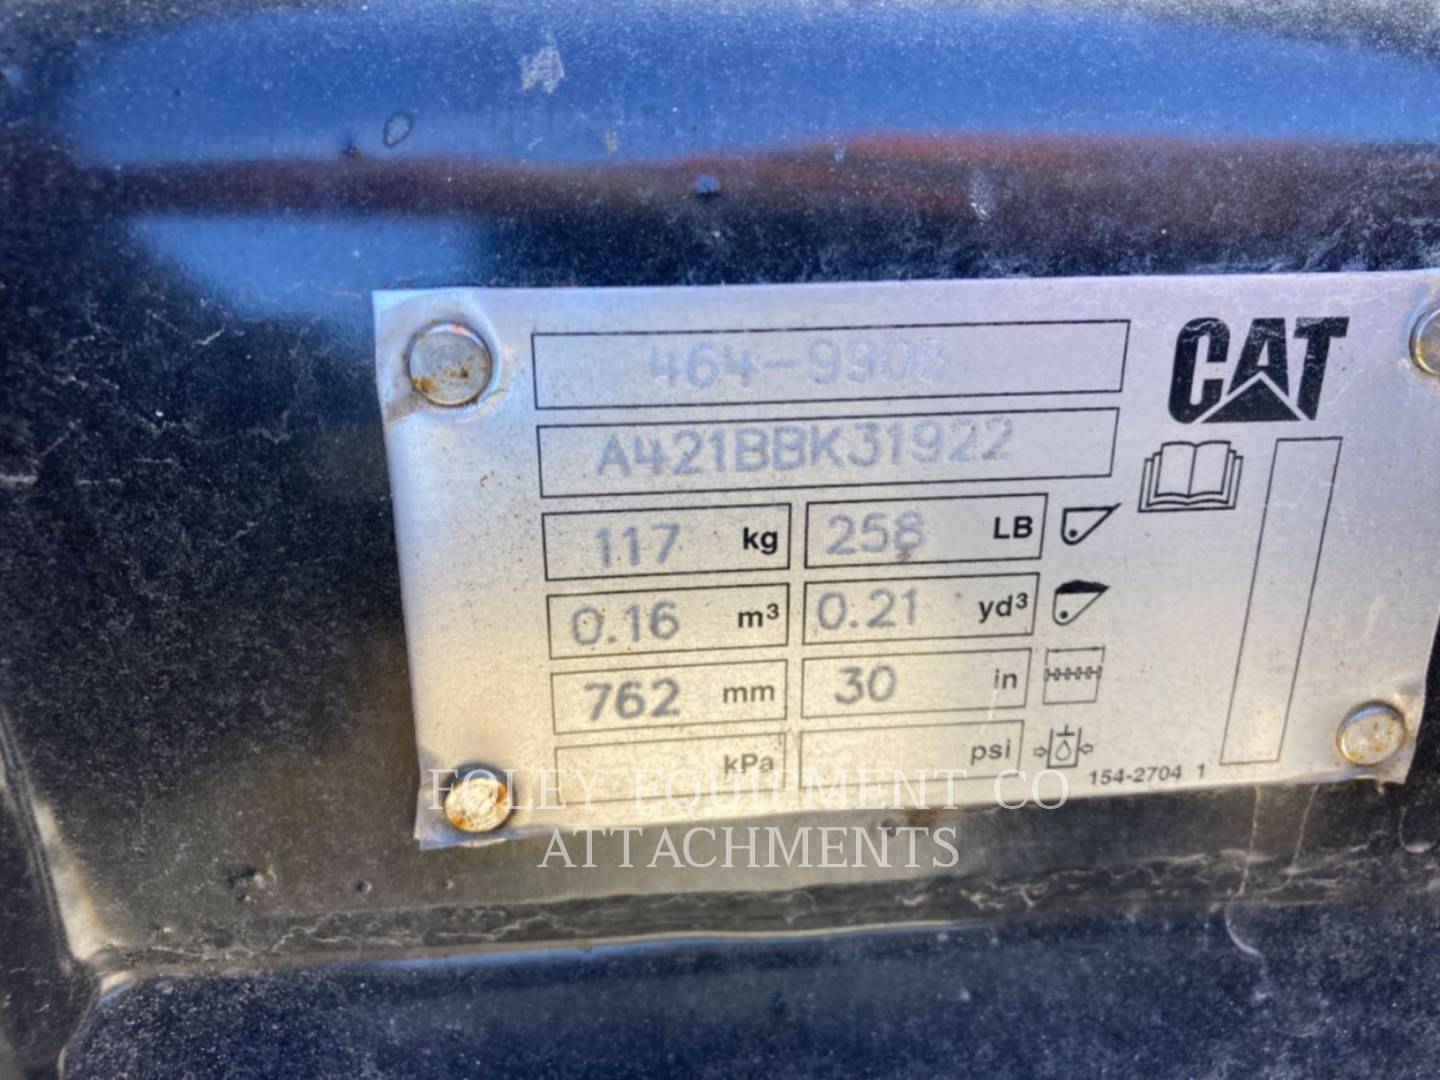 464-9908
CAT
A421BBK31922
117 kg 258 LB
0.16 m³ 0.21 yd³
762 mm 30 in
kPa psi
154-2704 1
FOLEY EQUIPMENT CO
ATTACHMENTS